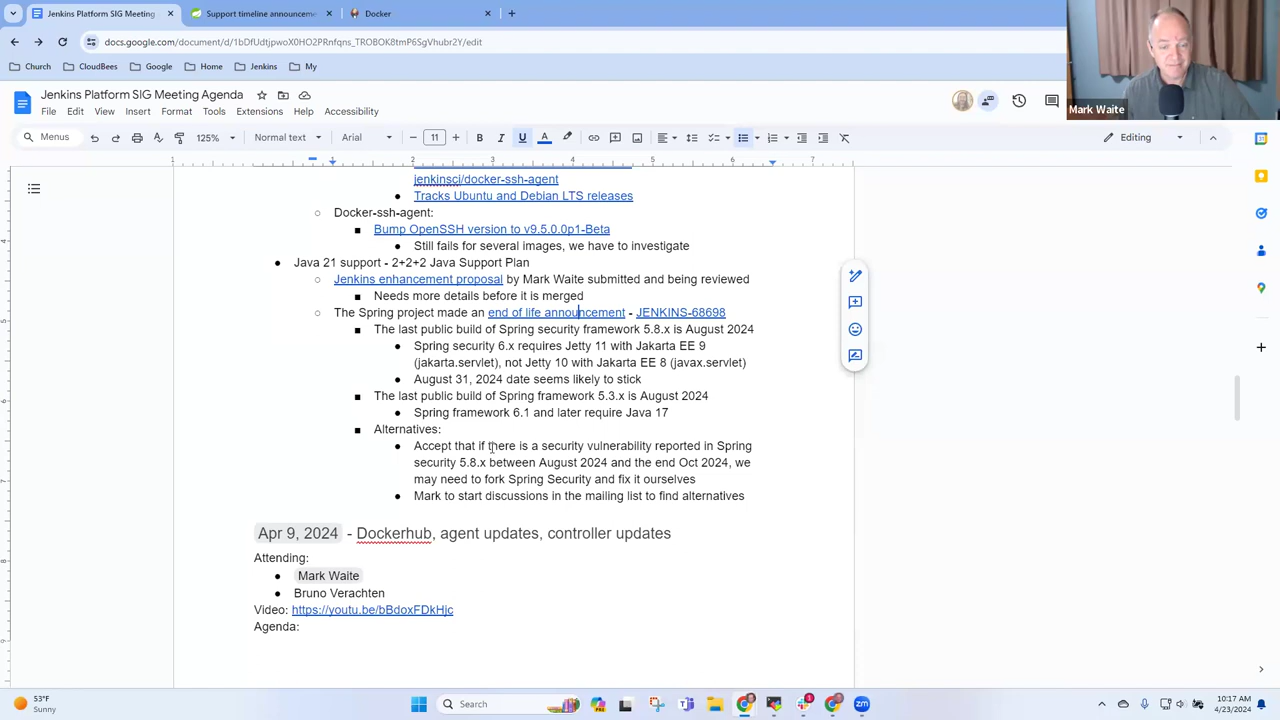 Jenkins Platform SIG Meeting
Support timeline announceme
Docker
docs.google.com/document/d/1bDfUdtjpwoX0HO2PRnfqns_TROBOK8tmP6SgVhubr2Y/edit
Church
CloudBees
Google
Home
Jenkins
My
Jenkins Platform SIG Meeting Agenda
File Edit View Insert Format Tools Extensions Help Accessibility
Menus
125%
Normal text
Arial
11
Editing
Mark Waite
1 2 3 4 5 6 7
jenkinsci/docker-ssh-agent
● Tracks Ubuntu and Debian LTS releases
○ Docker-ssh-agent:
■ Bump OpenSSH version to v9.5.0.0p1-Beta
● Still fails for several images, we have to investigate
● Java 21 support - 2+2+2 Java Support Plan
○ Jenkins enhancement proposal by Mark Waite submitted and being reviewed
■ Needs more details before it is merged
○ The Spring project made an end of life announcement - JENKINS-68698
■ The last public build of Spring security framework 5.8.x is August 2024
● Spring security 6.x requires Jetty 11 with Jakarta EE 9
(jakarta.servlet), not Jetty 10 with Jakarta EE 8 (javax.servlet)
● August 31, 2024 date seems likely to stick
■ The last public build of Spring framework 5.3.x is August 2024
● Spring framework 6.1 and later require Java 17
■ Alternatives:
● Accept that if there is a security vulnerability reported in Spring
security 5.8.x between August 2024 and the end Oct 2024, we
may need to fork Spring Security and fix it ourselves
● Mark to start discussions in the mailing list to find alternatives
Apr 9, 2024 - Dockerhub, agent updates, controller updates
Attending:
● Mark Waite
● Bruno Verachten
Video: https://youtu.be/bBdoxFDkHjc
Agenda:
53°F
Sunny
Search
10:17 AM
4/23/2024